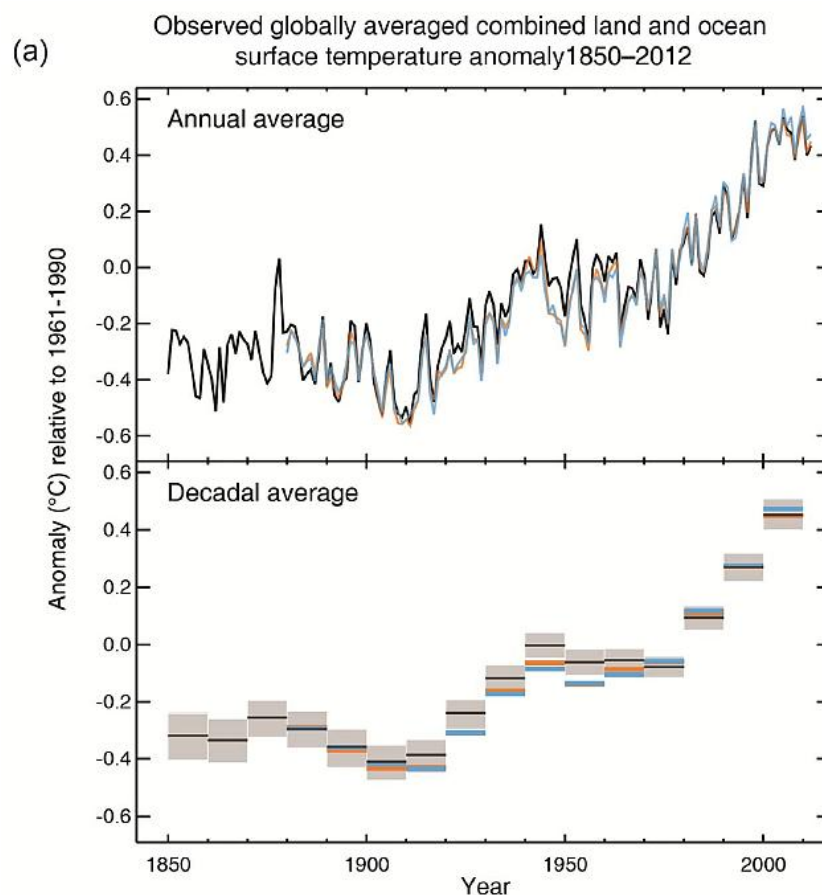 (a)
Observed globally averaged combined land and ocean
surface temperature anomaly1850–2012
Anomaly (°C) relative to 1961-1990
Annual average
0.6
0.4
0.2
0.0
-0.2
-0.4
-0.6
Decadal average
0.6
0.4
0.2
0.0
-0.2
-0.4
-0.6
1850 1900 1950 2000
Year